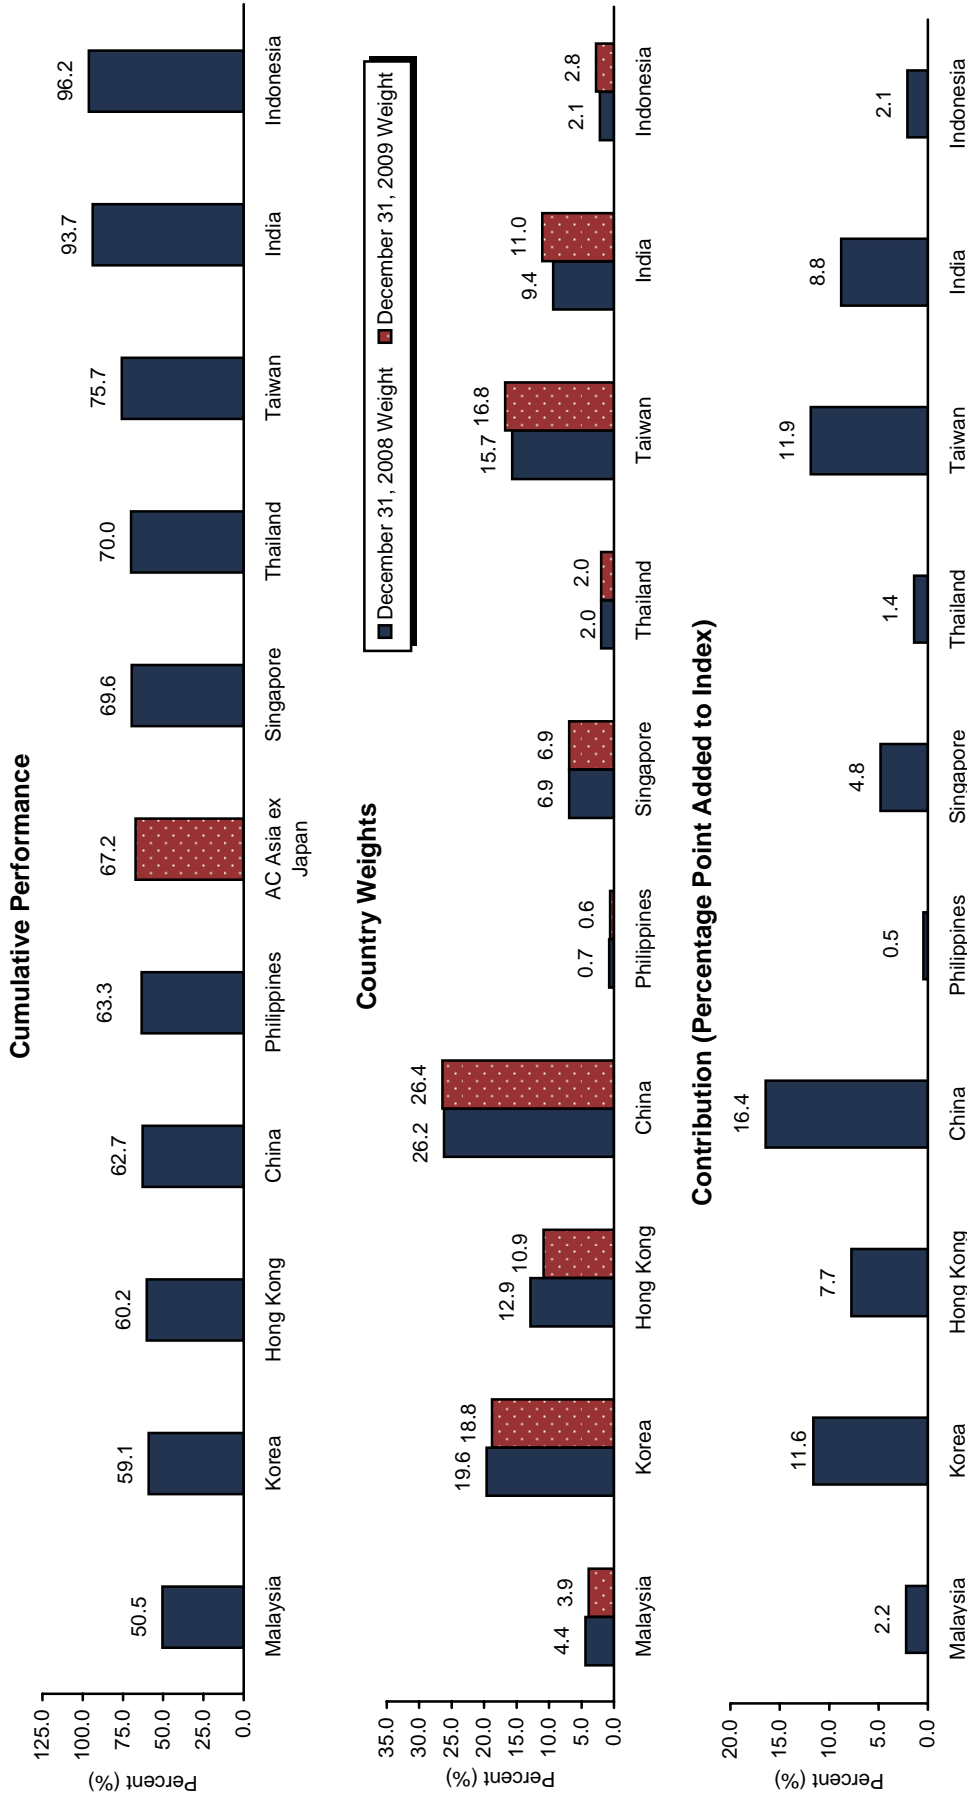 Cumulative Performance
Percent (%)
125.0
100.0
75.0
50.0
25.0
0.0
50.5
59.1
60.2
62.7
63.3
67.2
69.6
70.0
75.7
93.7
96.2
Malaysia
Korea
Hong Kong
China
Philippines
AC Asia ex
Japan
Singapore
Thailand
Taiwan
India
Indonesia
Country Weights
December 31, 2008 Weight
December 31, 2009 Weight
Percent (%)
35.0
30.0
25.0
20.0
15.0
10.0
5.0
0.0
4.4
3.9
19.6
18.8
12.9
10.9
26.2
26.4
0.7
0.6
6.9
6.9
2.0
2.0
15.7
16.8
9.4
11.0
2.1
2.8
Malaysia
Korea
Hong Kong
China
Philippines
Singapore
Thailand
Taiwan
India
Indonesia
Contribution (Percentage Point Added to Index)
Percent (%)
20.0
15.0
10.0
5.0
0.0
2.2
11.6
7.7
16.4
0.5
4.8
1.4
11.9
8.8
2.1
Malaysia
Korea
Hong Kong
China
Philippines
Singapore
Thailand
Taiwan
India
Indonesia